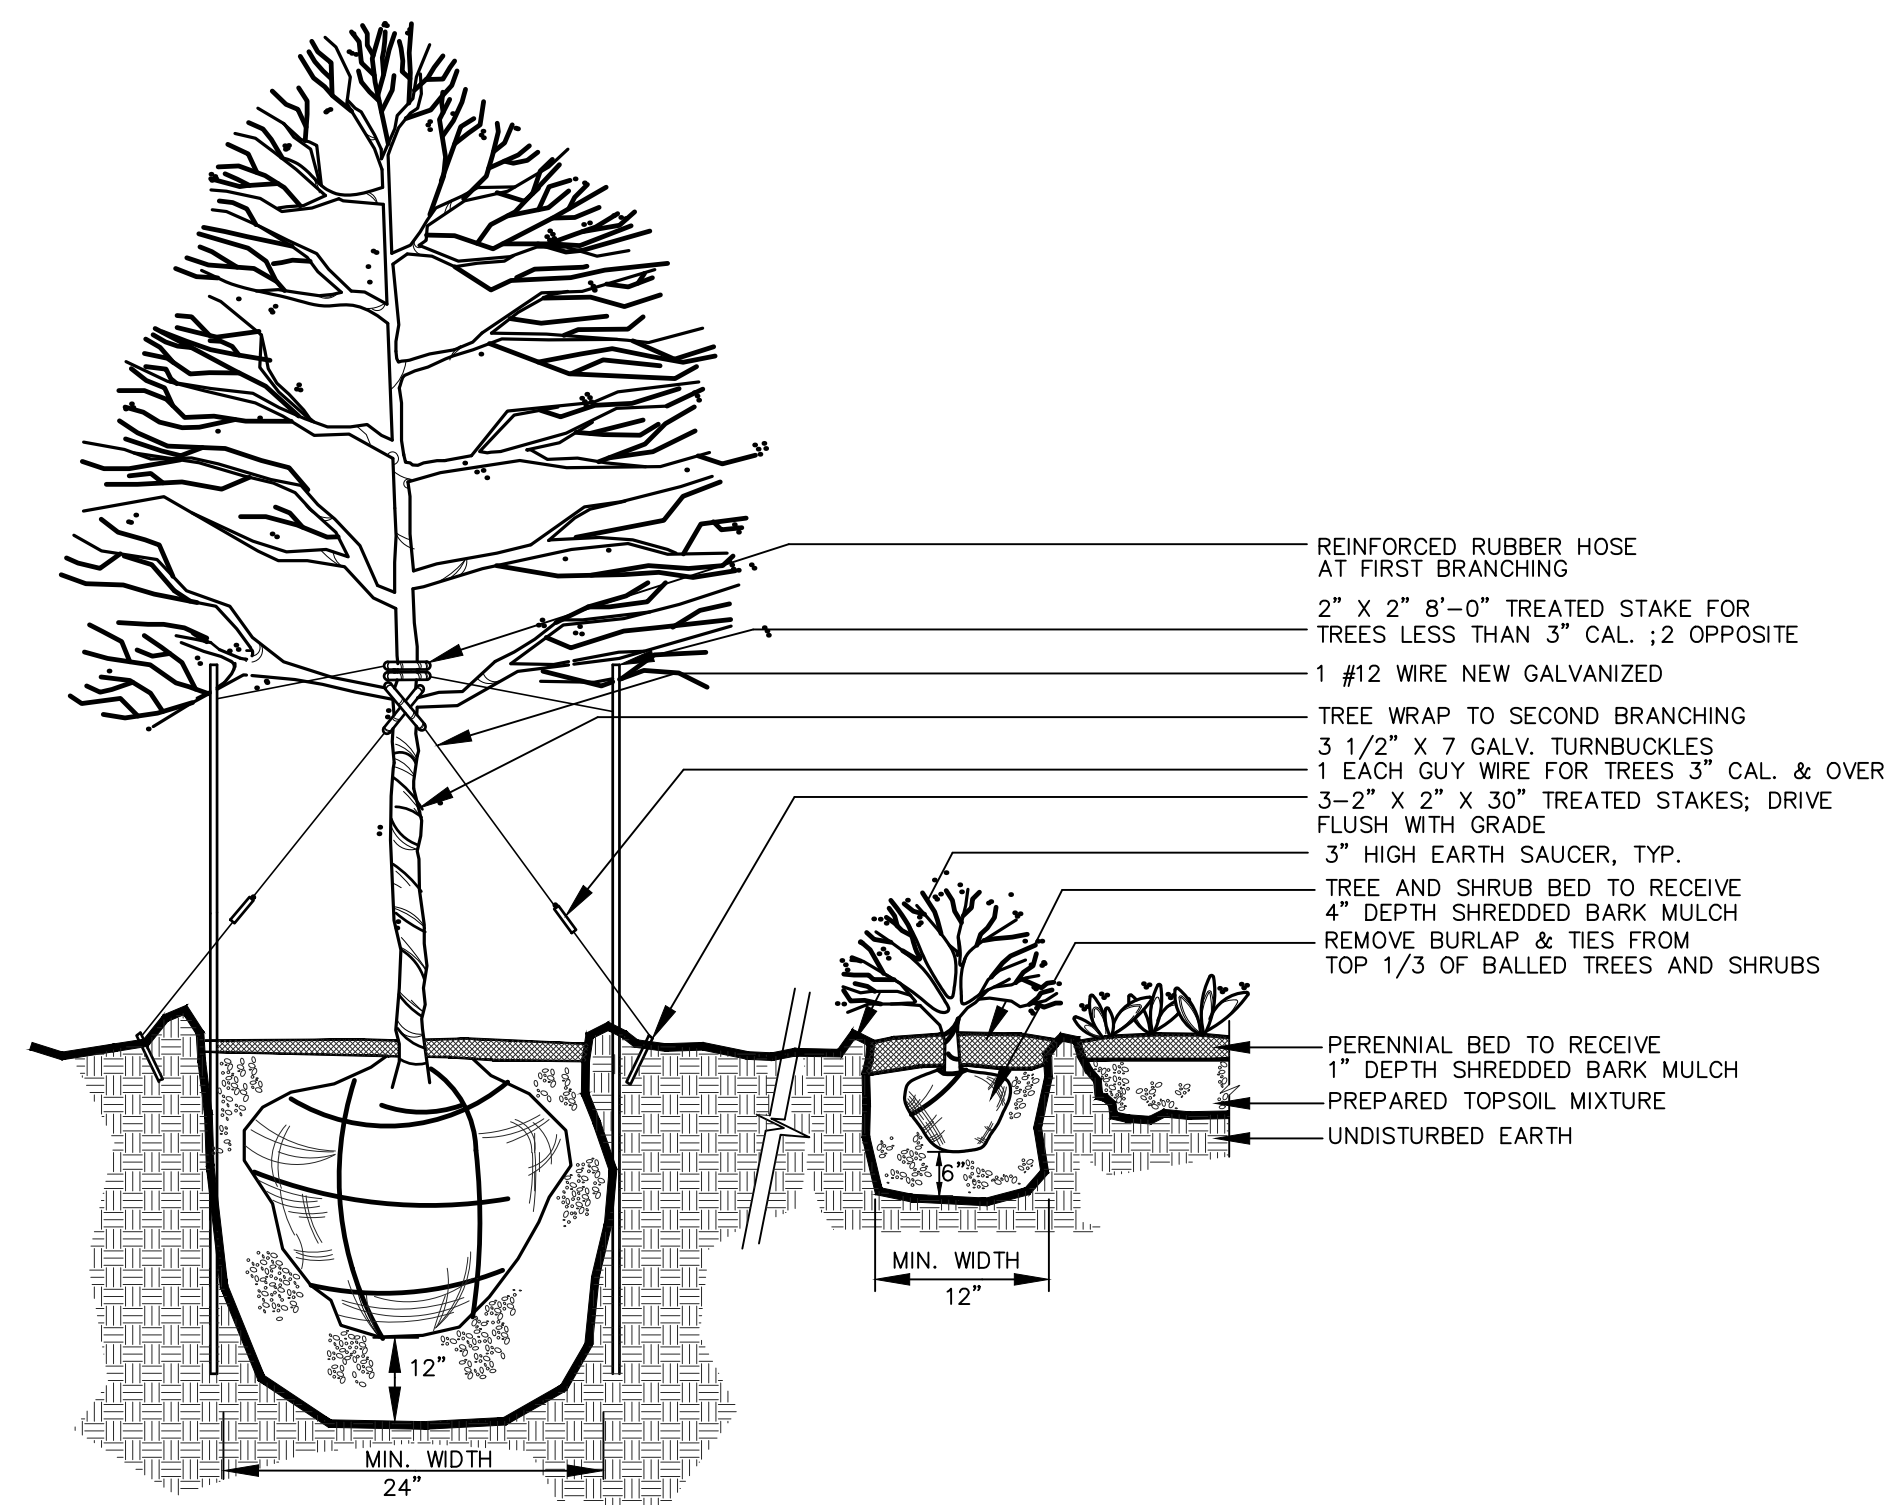 REINFORCED RUBBER HOSE
AT FIRST BRANCHING
2" X 2" 8'-0" TREATED STAKE FOR
TREES LESS THAN 3" CAL. ;2 OPPOSITE
1 #12 WIRE NEW GALVANIZED
TREE WRAP TO SECOND BRANCHING
3 1/2" X 7 GALV. TURNBUCKLES
1 EACH GUY WIRE FOR TREES 3" CAL. & OVER
3-2" X 2" X 30" TREATED STAKES; DRIVE
FLUSH WITH GRADE
3" HIGH EARTH SAUCER, TYP.
TREE AND SHRUB BED TO RECEIVE
4" DEPTH SHREDDED BARK MULCH
REMOVE BURLAP & TIES FROM
TOP 1/3 OF BALLED TREES AND SHRUBS
PERENNIAL BED TO RECEIVE
1" DEPTH SHREDDED BARK MULCH
PREPARED TOPSOIL MIXTURE
UNDISTURBED EARTH
6"
MIN. WIDTH
12"
12"
MIN. WIDTH
24"